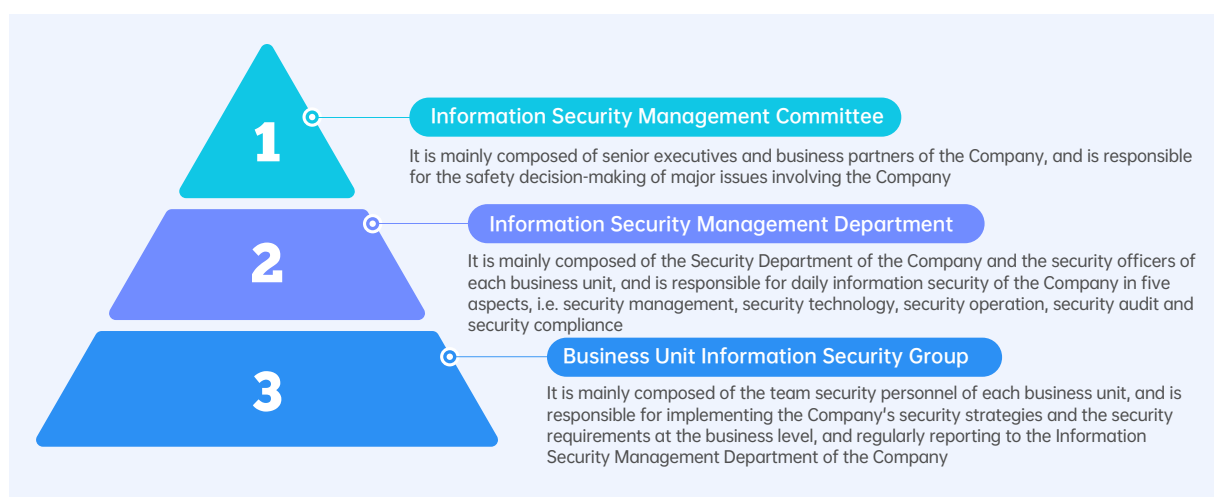 1
Information Security Management Committee
It is mainly composed of senior executives and business partners of the Company, and is responsible
for the safety decision-making of major issues involving the Company
2
Information Security Management Department
It is mainly composed of the Security Department of the Company and the security officers of
each business unit, and is responsible for daily information security of the Company in five
aspects, i.e. security management, security technology, security operation, security audit and
security compliance
3
Business Unit Information Security Group
It is mainly composed of the team security personnel of each business unit, and is
responsible for implementing the Company's security strategies and the security
requirements at the business level, and regularly reporting to the Information
Security Management Department of the Company